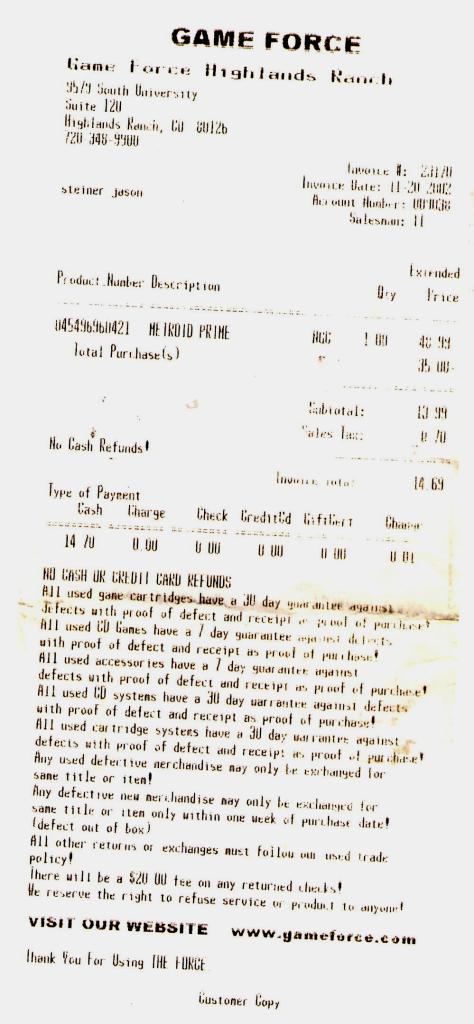 GAME FORCE
Game Force Highlands Ranch
9579 South University
Suite 120
Highlands Ranch, CO 80126
720-348-9900
Invoice #: 23170
Invoice Date: 11-20-2002
steiner jason
Account Number: 003038
Salesman: 11
Extended
Product Number Description Qty Price
045496960421 METROID PRIME NGC 1.00 48.99
Total Purchase(s) 35.00-
Subtotal: 13.99
Sales Tax: 0.70
No Cash Refunds!
Invoice Total 14.69
Type of Payment
Cash Charge Check CreditCd GiftCert Change
14.70 0.00 0.00 0.00 0.00 0.01
NO CASH OR CREDIT CARD REFUNDS
All used game cartridges have a 30 day guarantee against
defects with proof of defect and receipt as proof of purchase!
All used CD Games have a 7 day guarantee against defects
with proof of defect and receipt as proof of purchase!
All used accessories have a 7 day guarantee against
defects with proof of defect and receipt as proof of purchase!
All used CD systems have a 30 day warrantee against defects
with proof of defect and receipt as proof of purchase!
All used cartridge systems have a 30 day warrantee against
defects with proof of defect and receipt as proof of purchase!
Any used defective merchandise may only be exchanged for
same title or item!
Any defective new merchandise may only be exchanged for
same title or item only within one week of purchase date!
(defect out of box)
All other returns or exchanges must follow our used trade
policy!
There will be a $20.00 fee on any returned checks!
We reserve the right to refuse service or product to anyone!
VISIT OUR WEBSITE www.gameforce.com
Thank You For Using THE FORCE
Customer Copy